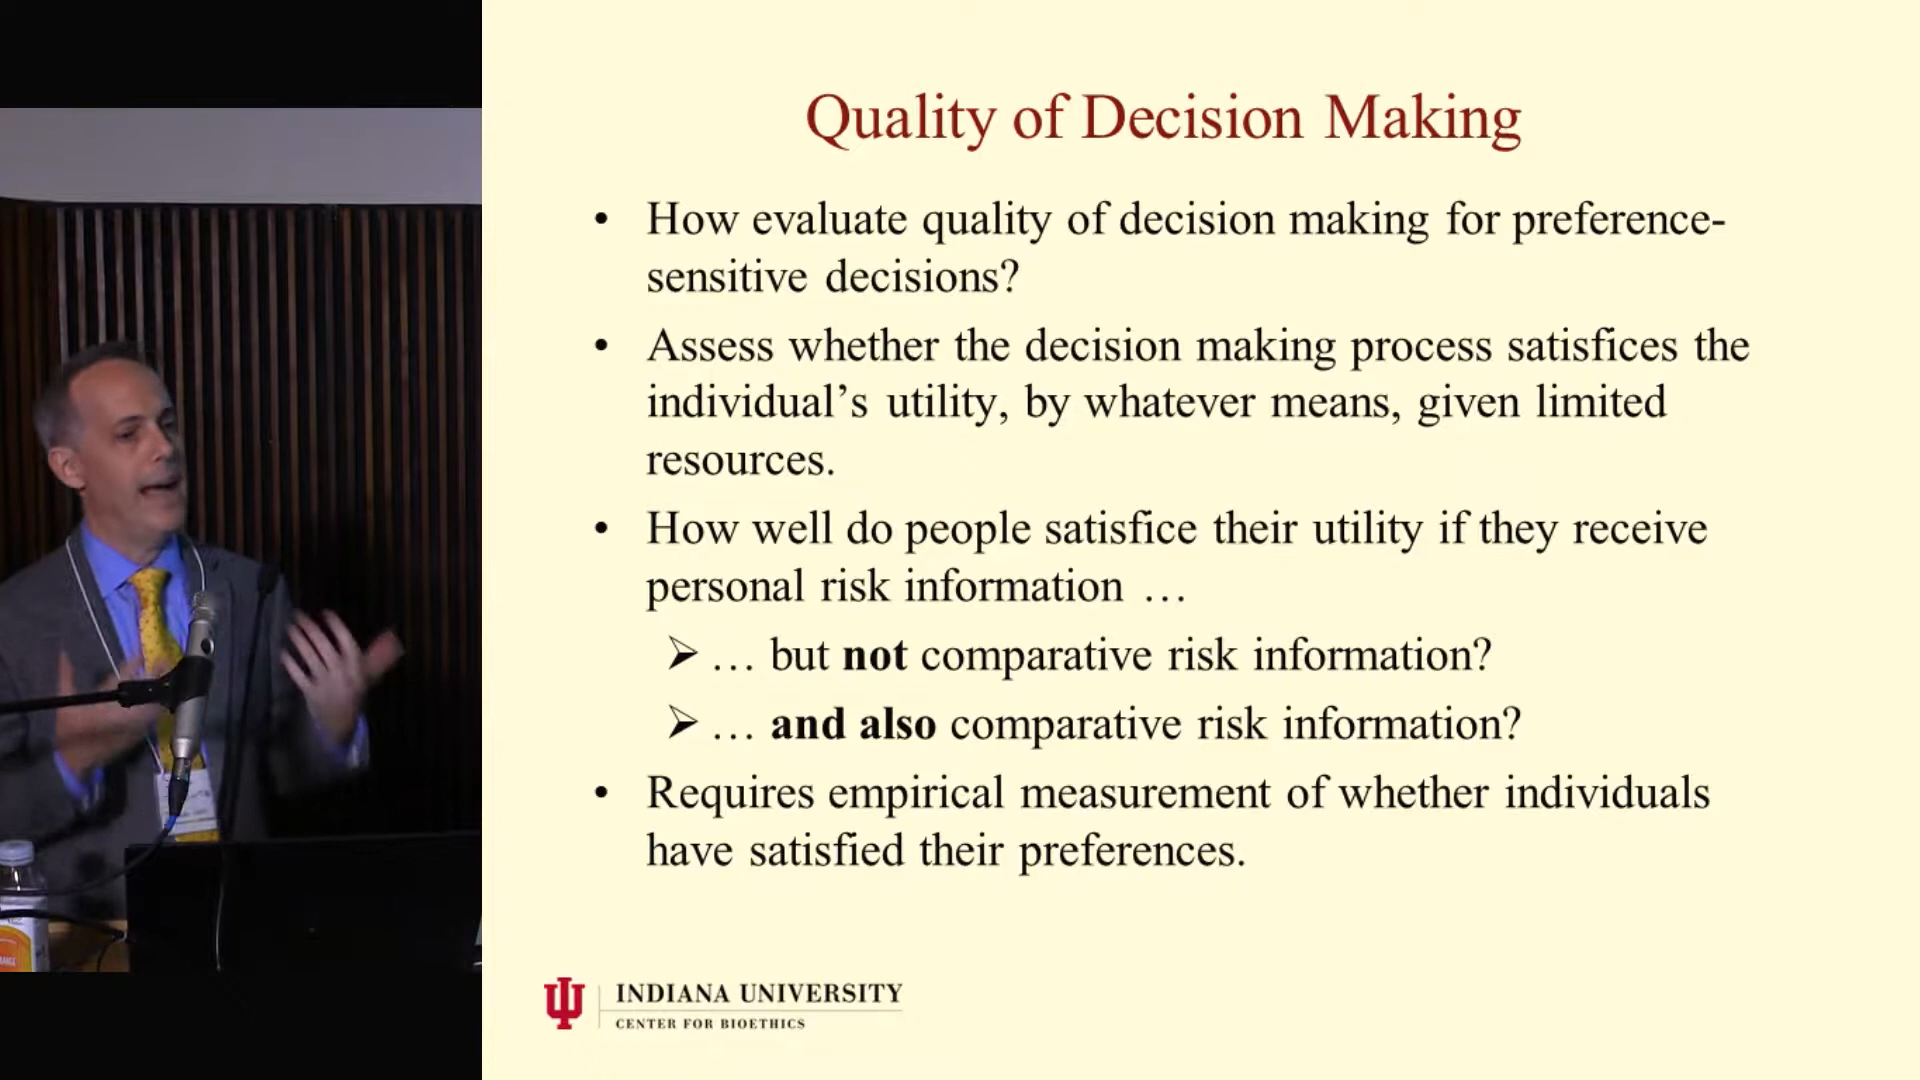 Quality of Decision Making
• How evaluate quality of decision making for preference-
sensitive decisions?
• Assess whether the decision making process satisfices the
individual’s utility, by whatever means, given limited
resources.
• How well do people satisfice their utility if they receive
personal risk information …
➢ … but not comparative risk information?
➢ … and also comparative risk information?
• Requires empirical measurement of whether individuals
have satisfied their preferences.
INDIANA UNIVERSITY
CENTER FOR BIOETHICS